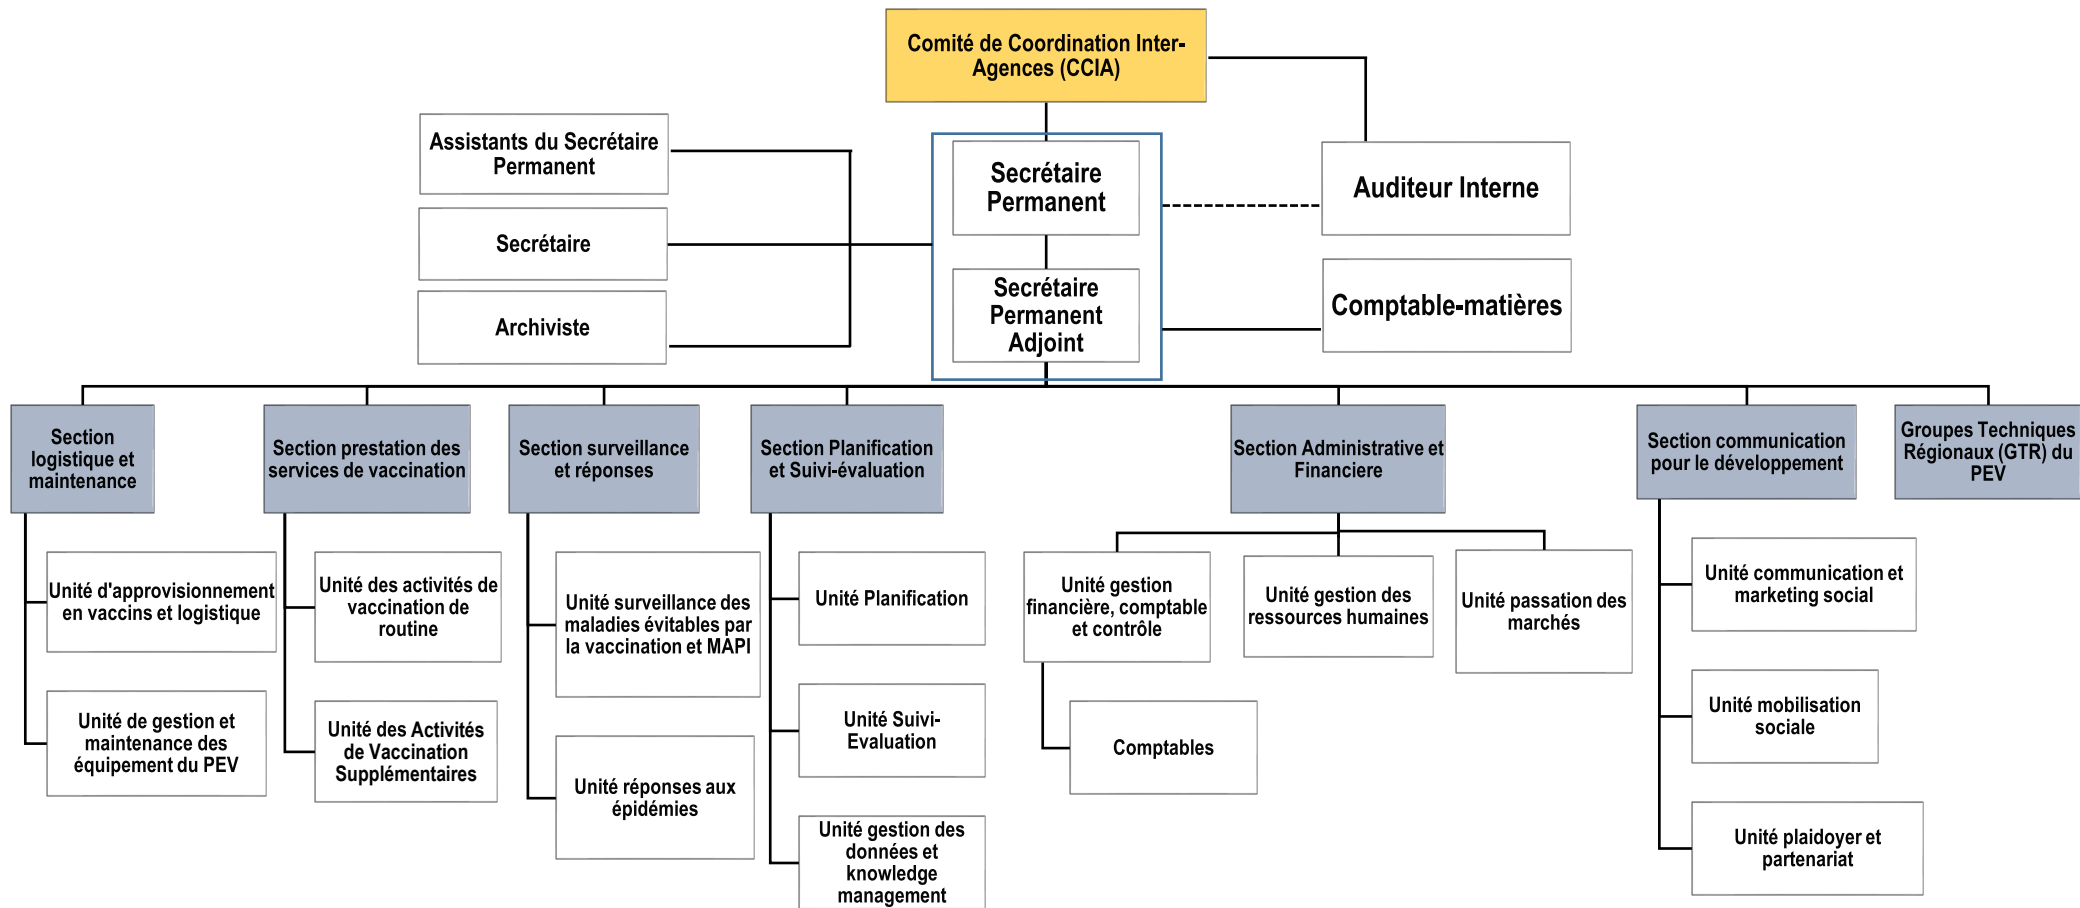 Comité de Coordination Inter-
Agences (CCIA)
Assistants du Secrétaire
Permanent
Secrétaire
Archiviste
Secrétaire
Permanent
Secrétaire
Permanent
Adjoint
Auditeur Interne
Comptable-matières
Section
logistique et
maintenance
Section prestation des
services de vaccination
Section surveillance
et réponses
Section Planification
et Suivi-évaluation
Section Administrative et
Financiere
Section communication
pour le développement
Groupes Techniques
Régionaux (GTR) du
PEV
Unité d'approvisionnement
en vaccins et logistique
Unité de gestion et
maintenance des
équipement du PEV
Unité des activités de
vaccination de
routine
Unité des Activités
de Vaccination
Supplémentaires
Unité surveillance des
maladies évitables par
la vaccination et MAPI
Unité réponses aux
épidémies
Unité Planification
Unité Suivi-
Evaluation
Unité gestion des
données et
knowledge
management
Unité gestion
financière, comptable
et contrôle
Comptables
Unité gestion des
ressources humaines
Unité passation des
marchés
Unité communication et
marketing social
Unité mobilisation
sociale
Unité plaidoyer et
partenariat